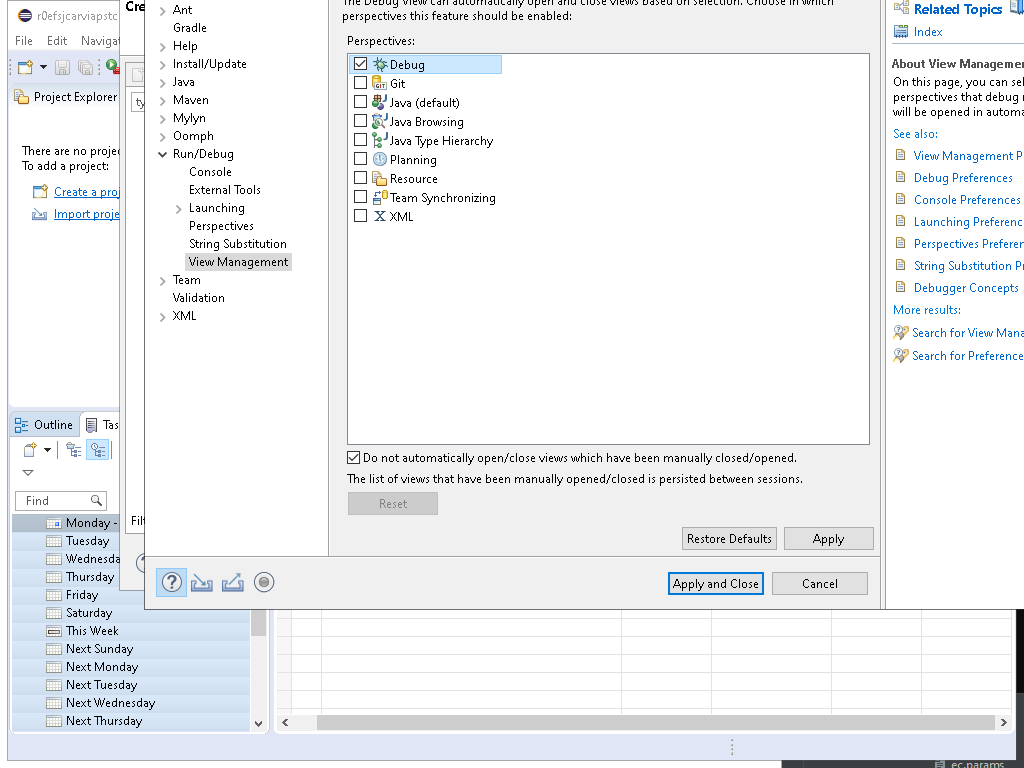 r0efsjcarviapstc
File Edit Naviga
Project Explorer
There are no proje
To add a project:
Create a proj
Import proje
Outline
Tas
Find
Monday -
Tuesday
Wednesda
Thursday
Friday
Saturday
This Week
Next Sunday
Next Monday
Next Tuesday
Next Wednesday
Next Thursday
Cre
ty
Filt
Ant
Gradle
Help
Install/Update
Java
Maven
Mylyn
Oomph
Run/Debug
Console
External Tools
Launching
Perspectives
String Substitution
View Management
Team
Validation
XML
The Debug View can automatically open and close views based on selection. Choose in which
perspectives this feature should be enabled:
Perspectives:
Debug
Git
Java (default)
Java Browsing
Java Type Hierarchy
Planning
Resource
Team Synchronizing
XML
Do not automatically open/close views which have been manually closed/opened.
The list of views that have been manually opened/closed is persisted between sessions.
Reset
Restore Defaults
Apply
Apply and Close
Cancel
Related Topics
Index
About View Managemen
On this page, you can sel
perspectives that debug
will be opened in automa
See also:
View Management P
Debug Preferences
Console Preferences
Launching Preferenc
Perspectives Preferen
String Substitution Pr
Debugger Concepts
More results:
Search for View Mana
Search for Preference
ec.params